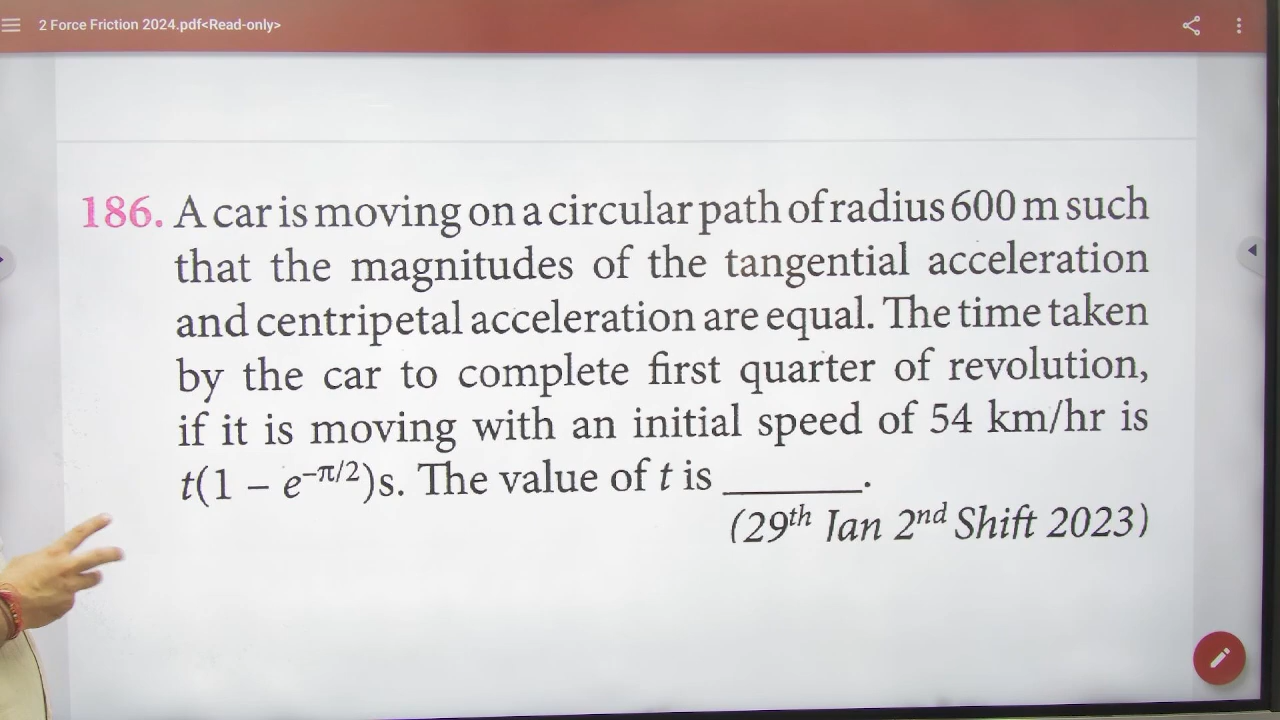 2 Force Friction 2024.pdf<Read-only>
186. A car is moving on a circular path of radius 600 m such
that the magnitudes of the tangential acceleration
and centripetal acceleration are equal. The time taken
by the car to complete first quarter of revolution,
if it is moving with an initial speed of 54 km/hr is
t(1 – e^–π/2)s. The value of t is ______.
(29th Jan 2nd Shift 2023)